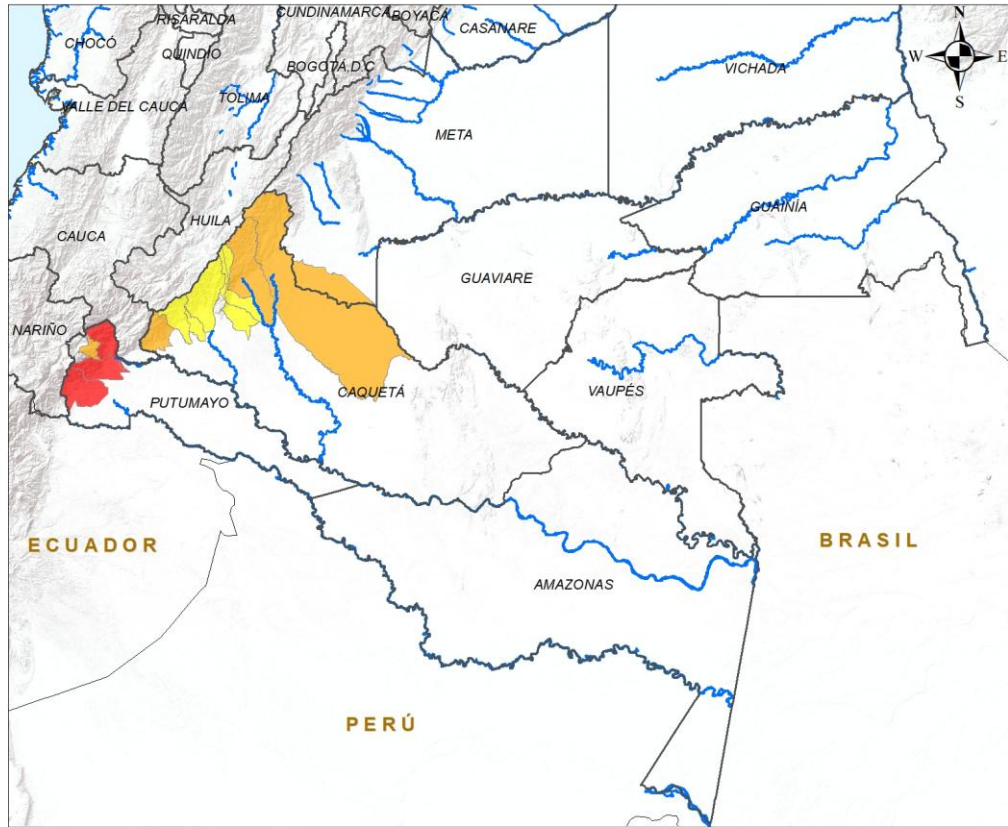 RISARALDA
CUNDINAMARCA
BOYACÁ
CASANARE
N
CHOCÓ
QUINDÍO
BOGOTÁ D.C
VICHADA
W
E
S
VALLE DEL CAUCA
TOLIMA
META
HUILA
GUAINÍA
CAUCA
GUAVIARE
NARIÑO
CAQUETÁ
VAUPÉS
PUTUMAYO
ECUADOR
BRASIL
AMAZONAS
PERÚ